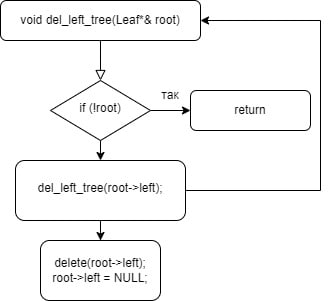 void del_left_tree(Leaf*& root)
if (!root)
так
return
del_left_tree(root->left);
delete(root->left);
root->left = NULL;